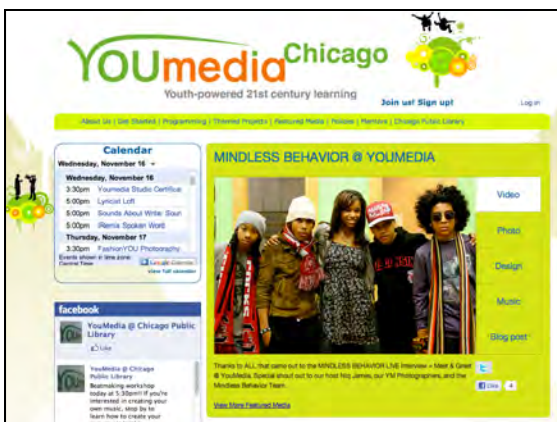 YOUmedia Chicago
Youth-powered 21st century learning
Join us! Sign up!
Log in
About Us | Get Started | Programming | Themed Projects | Featured Media | Policies | Mentors | Chicago Public Library
Calendar
Wednesday, November 16
Wednesday, November 16
3:30pm Youmedia Studio Certifica
5:00pm Lyricist Loft
5:00pm Sounds About Write: Soun
5:00pm iRemix Spoken Word
Thursday, November 17
3:30pm FashionYOU Photography
Events shown in time zone:
Central Time
Google Calendar
View full calendar
facebook
YouMedia @ Chicago Public
Library
Like
YouMedia @ Chicago
Public Library
Beatmaking workshop
today at 5:30pm!! If you're
interested in creating your
own music, stop by to
learn how to create your
MINDLESS BEHAVIOR @ YOUMEDIA
Video
Photo
Design
Music
Blog post
Thanks to ALL that came out to the MINDLESS BEHAVIOR LIVE Interview + Meet & Greet
@ YouMedia. Special shout out to our host Niq James, our YM Photographers, and the
Mindless Behavior Team.
Like 4
View More Featured Media